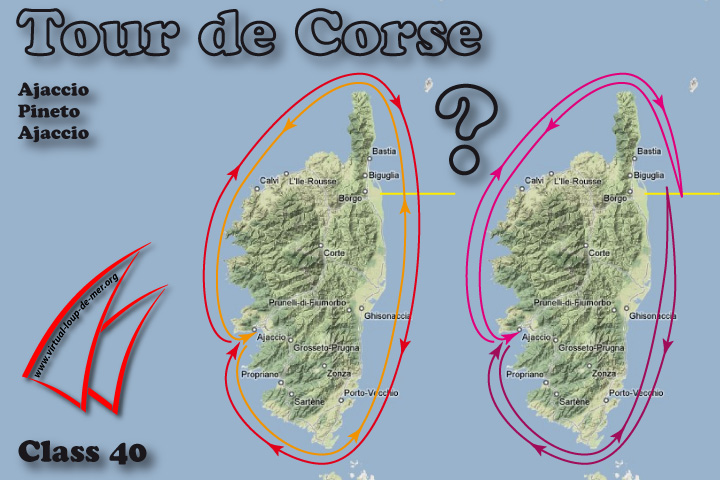 Tour de Corse
Ajaccio
Pineto
Ajaccio
?
Bastia
Biguglia
Borgo
Calvi
L'Ile-Rousse
Corte
Prunelli-di-Fiumorbo
Ghisonaccia
Ajaccio
Grosseto-Prugna
Propriano
Zonza
Sartène
Porto-Vecchio
Bastia
Biguglia
Borgo
Calvi
L'Ile-Rousse
Corte
Prunelli-di-Fiumorbo
Ghisonaccia
Ajaccio
Grosseto-Prugna
Propriano
Zonza
Sartène
Porto-Vecchio
www.virtual-loup-de-mer.org
Class 40